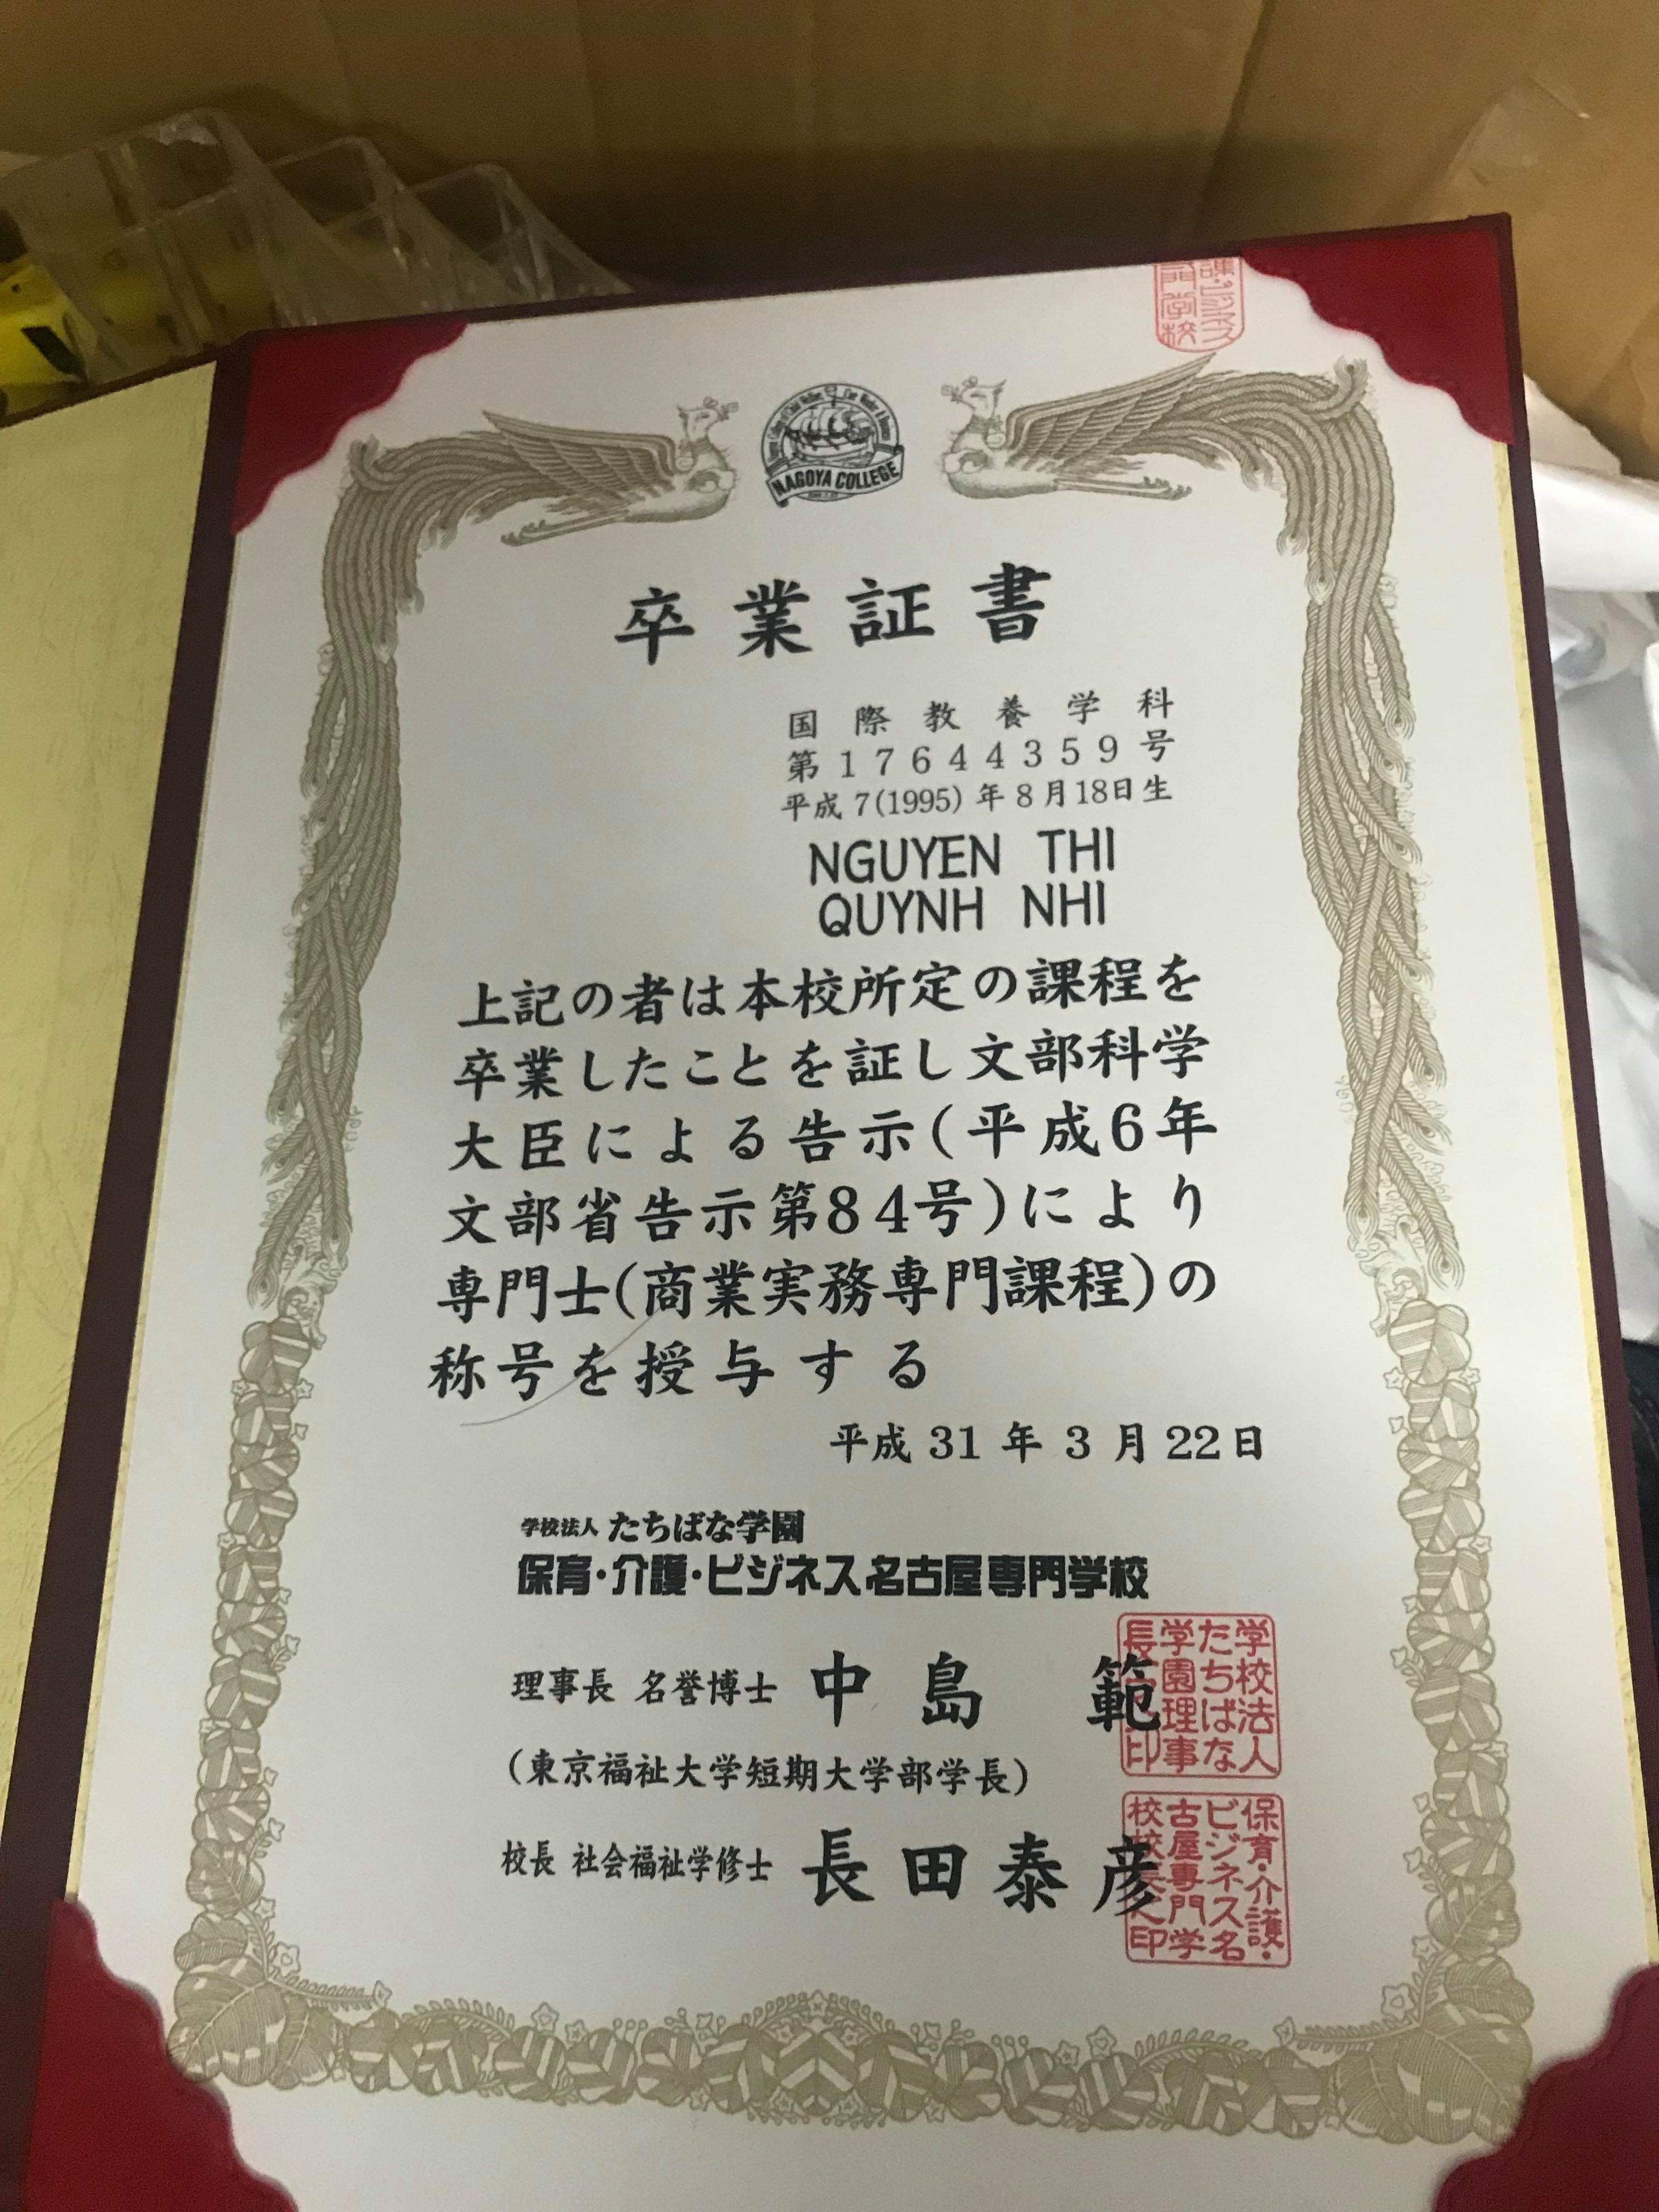 課・ビジネス
門学校
NAGOYA COLLEGE
卒業証書
国際教養学科
第17644359号
平成7(1995)年8月18日生
NGUYEN THI
QUYNH NHI
上記の者は本校所定の課程を
卒業したことを証し文部科学
大臣による告示(平成6年
文部省告示第84号)により
専門士(商業実務専門課程)の
称号を授与する
平成31年3月22日
学校法人 たちばな学園
保育・介護・ビジネス名古屋専門学校
理事長 名誉博士 中島 範
学校法人
たちばな
学園理事
(東京福祉大学短期大学部学長)
校長 社会福祉学修士 長田泰彦
保育・介護・
ビジネス名
古屋専門学